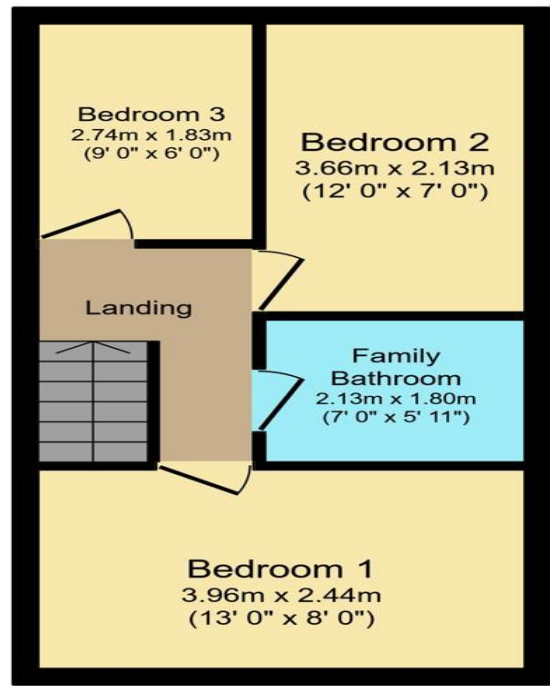 Bedroom 3
2.74m x 1.83m
(9' 0" x 6' 0")
Bedroom 2
3.66m x 2.13m
(12' 0" x 7' 0")
Landing
Family
Bathroom
2.13m x 1.80m
(7' 0" x 5' 11")
Bedroom 1
3.96m x 2.44m
(13' 0" x 8' 0")